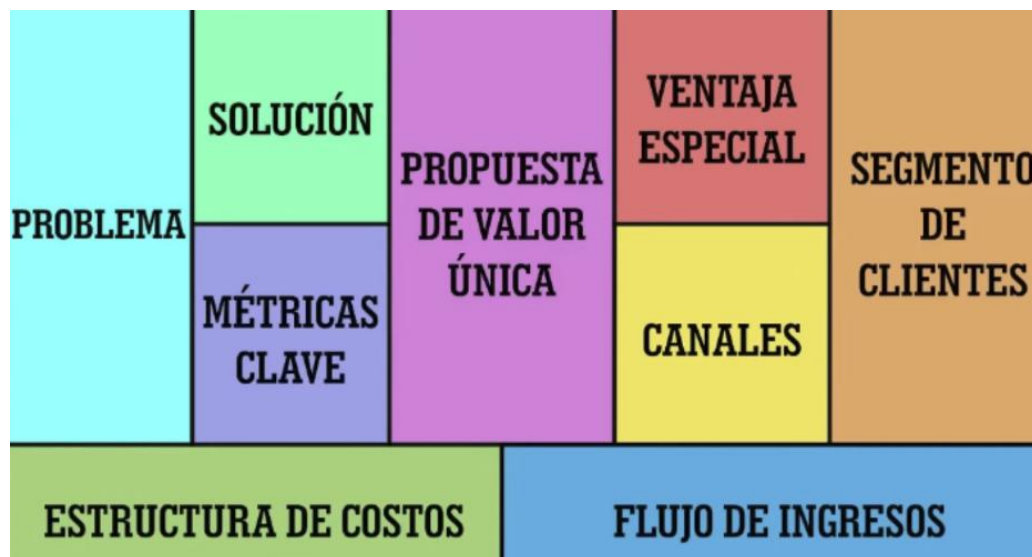 PROBLEMA
SOLUCIÓN
MÉTRICAS
CLAVE
PROPUESTA
DE VALOR
ÚNICA
VENTAJA
ESPECIAL
CANALES
SEGMENTO
DE
CLIENTES
ESTRUCTURA DE COSTOS
FLUJO DE INGRESOS